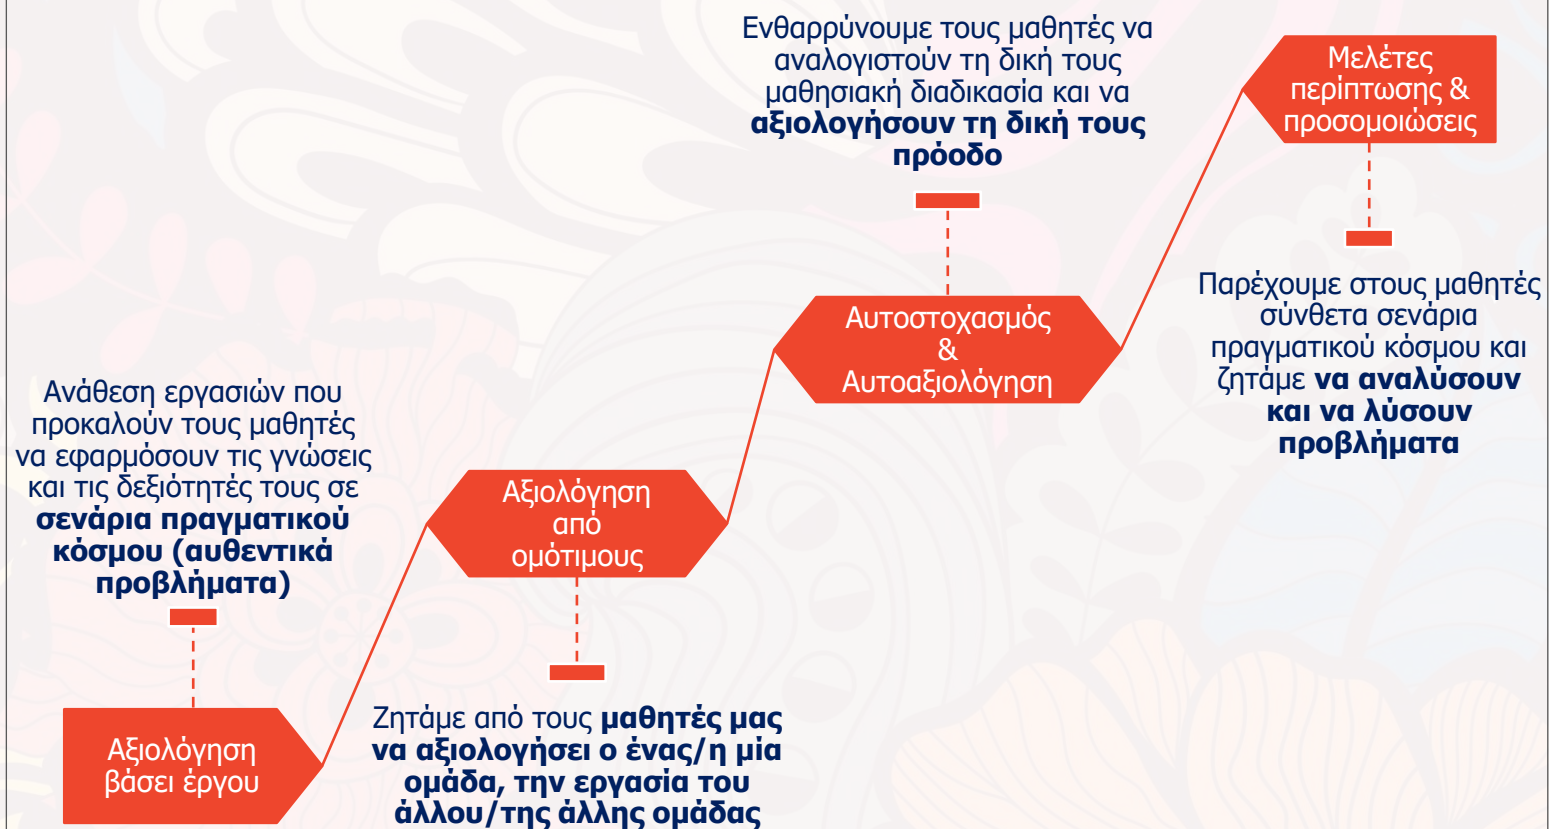 Ανάθεση εργασιών που
προκαλούν τους μαθητές
να εφαρμόσουν τις γνώσεις
και τις δεξιότητές τους σε
σενάρια πραγματικού
κόσμου (αυθεντικά
προβλήματα)
Αξιολόγηση
βάσει έργου
Αξιολόγηση
από
ομότιμους
Ζητάμε από τους μαθητές μας
να αξιολογήσει ο ένας/η μία
ομάδα, την εργασία του
άλλου/της άλλης ομάδας
Ενθαρρύνουμε τους μαθητές να
αναλογιστούν τη δική τους
μαθησιακή διαδικασία και να
αξιολογήσουν τη δική τους
πρόοδο
Αυτοστοχασμός
&
Αυτοαξιολόγηση
Μελέτες
περίπτωσης &
προσομοιώσεις
Παρέχουμε στους μαθητές
σύνθετα σενάρια
πραγματικού κόσμου και
ζητάμε να αναλύσουν
και να λύσουν
προβλήματα